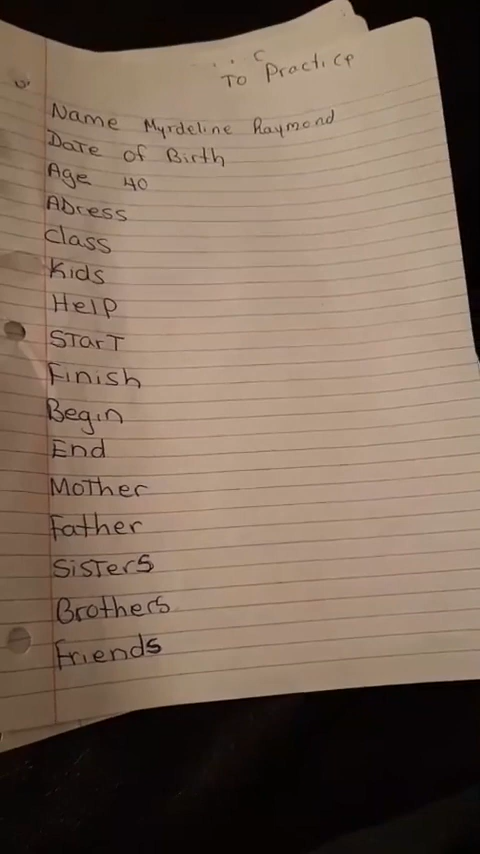 To Practice
Name Myrdeline Raymond
Date of Birth
Age 40
ADress
Class
Kids
Help
STarT
Finish
Begin
End
MoTher
Father
SisTers
Brothers
Friends